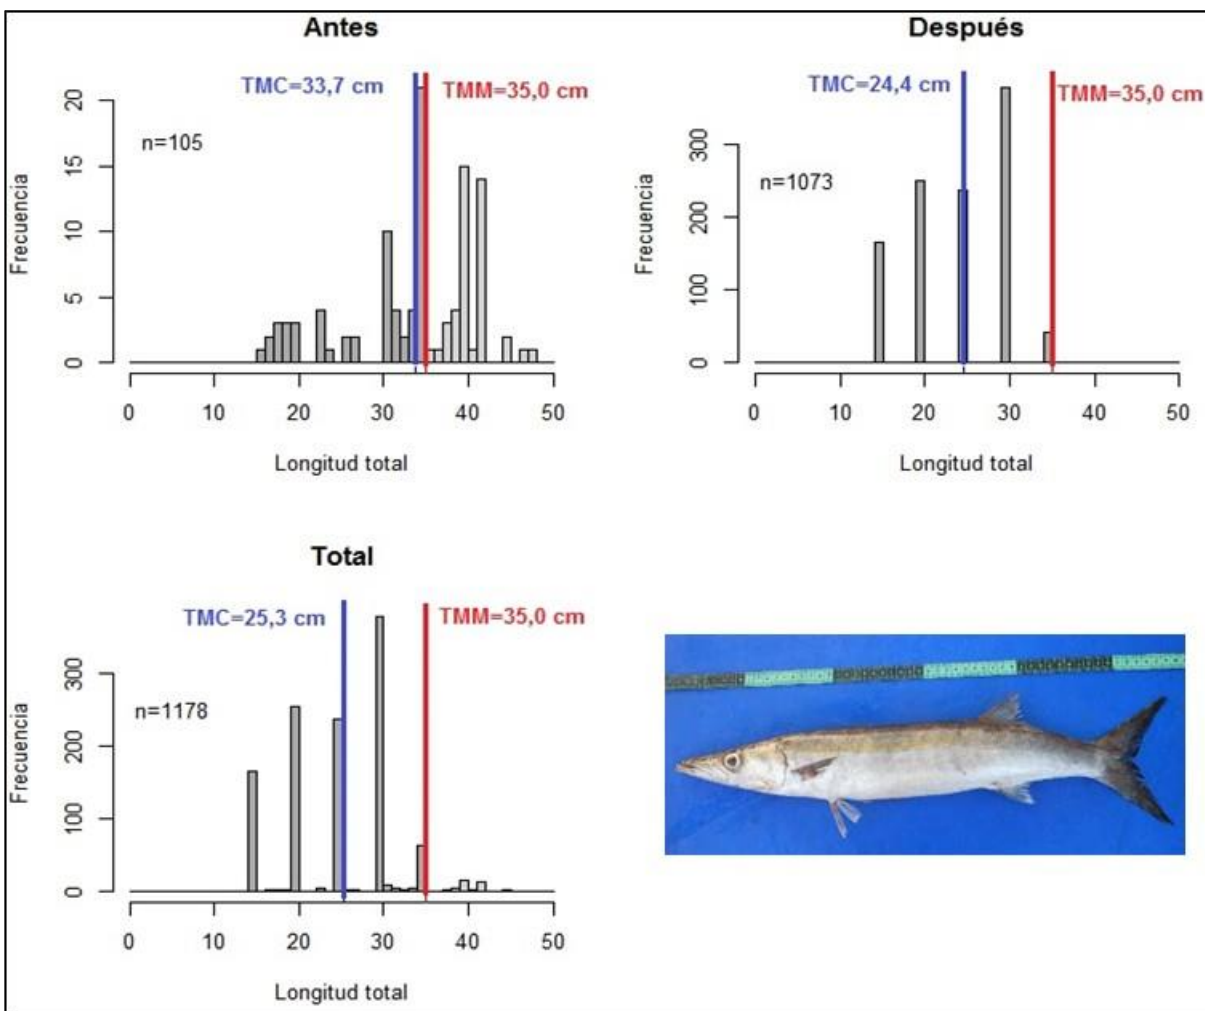 Antes
TMC=33,7 cm
TMM=35,0 cm
n=105
Frecuencia
20
15
10
5
0
0 10 20 30 40 50
Longitud total
Después
TMC=24,4 cm
TMM=35,0 cm
n=1073
Frecuencia
300
200
100
0
0 10 20 30 40 50
Longitud total
Total
TMC=25,3 cm
TMM=35,0 cm
n=1178
Frecuencia
300
200
100
0
0 10 20 30 40 50
Longitud total